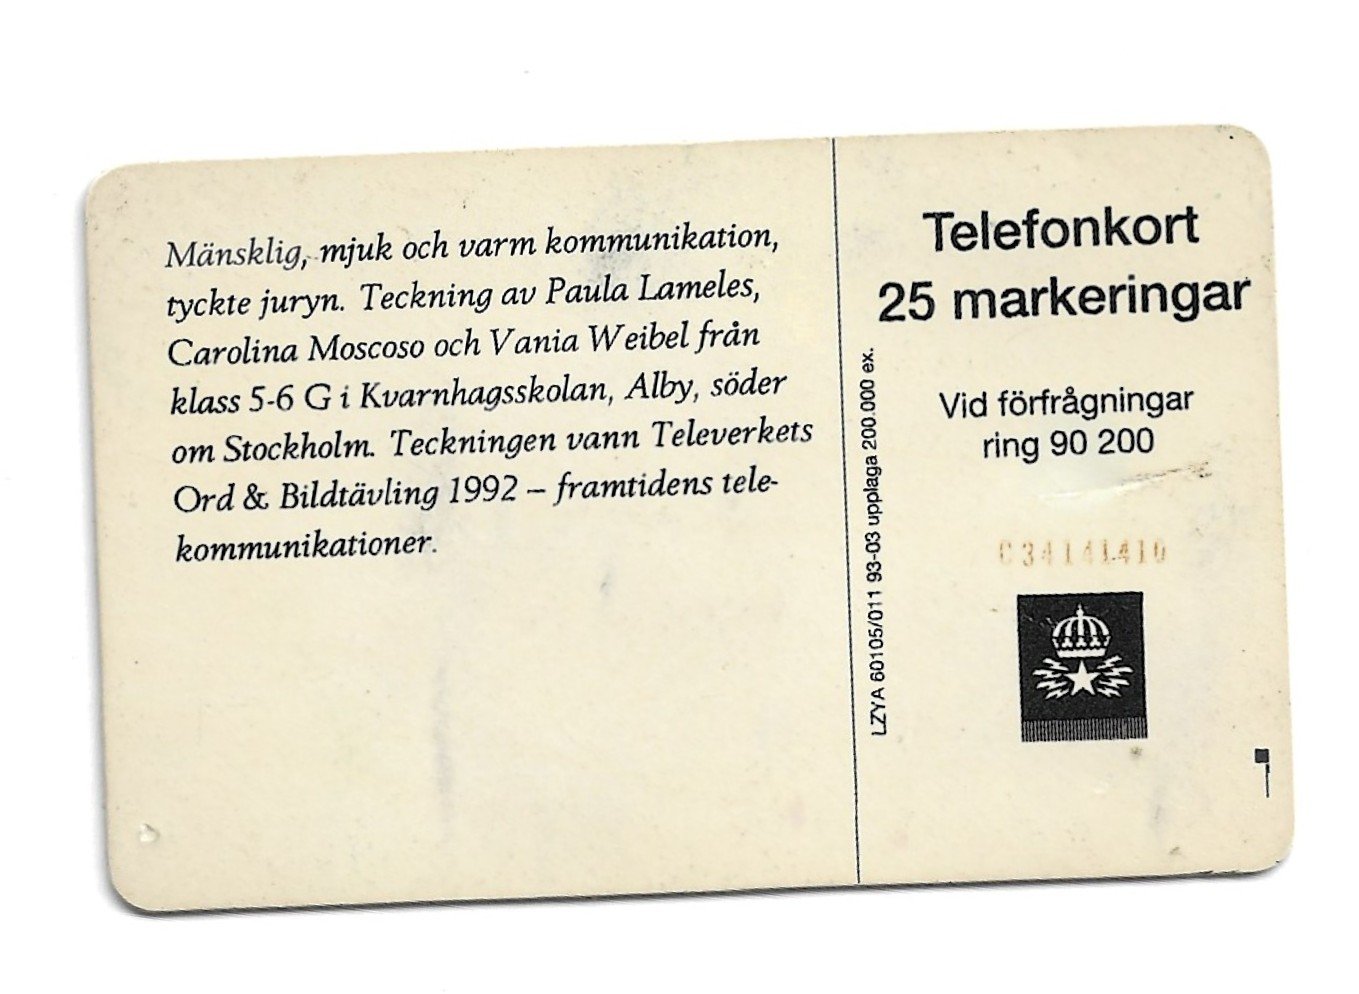 Mänsklig, mjuk och varm kommunikation,
tyckte juryn. Teckning av Paula Lameles,
Carolina Moscoso och Vania Weibel från
klass 5-6 G i Kvarnhagsskolan, Alby, söder
om Stockholm. Teckningen vann Televerkets
Ord & Bildtävling 1992 – framtidens tele-
kommunikationer.
LZYA 60105/011 93-03 upplaga 200.000 ex.
Telefonkort
25 markeringar
Vid förfrågningar
ring 90 200
C34141410